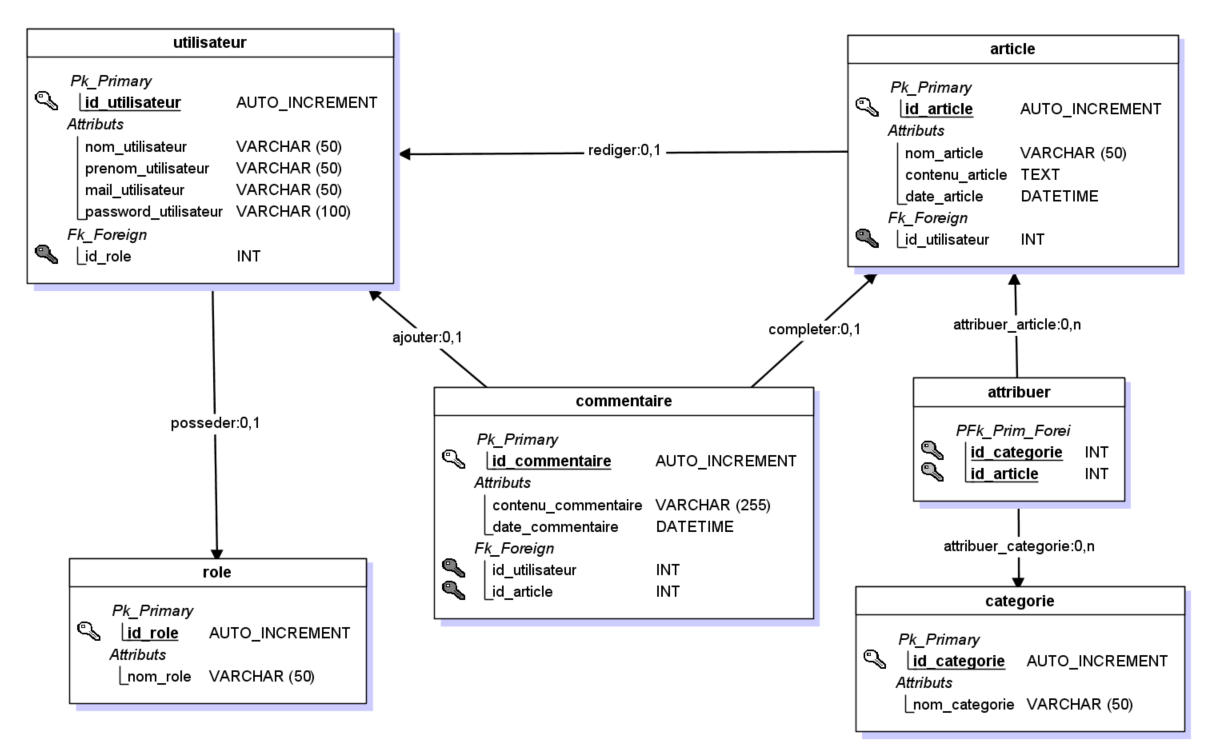 utilisateur
Pk_Primary
id_utilisateur AUTO_INCREMENT
Attributs
nom_utilisateur VARCHAR (50)
prenom_utilisateur VARCHAR (50)
mail_utilisateur VARCHAR (50)
password_utilisateur VARCHAR (100)
Fk_Foreign
id_role INT
rediger:0,1
article
Pk_Primary
id_article AUTO_INCREMENT
Attributs
nom_article VARCHAR (50)
contenu_article TEXT
date_article DATETIME
Fk_Foreign
id_utilisateur INT
posseder:0,1
ajouter:0,1
completer:0,1
attribuer_article:0,n
commentaire
Pk_Primary
id_commentaire AUTO_INCREMENT
Attributs
contenu_commentaire VARCHAR (255)
date_commentaire DATETIME
Fk_Foreign
id_utilisateur INT
id_article INT
attribuer
PFk_Prim_Forei
id_categorie INT
id_article INT
attribuer_categorie:0,n
role
Pk_Primary
id_role AUTO_INCREMENT
Attributs
nom_role VARCHAR (50)
categorie
Pk_Primary
id_categorie AUTO_INCREMENT
Attributs
nom_categorie VARCHAR (50)